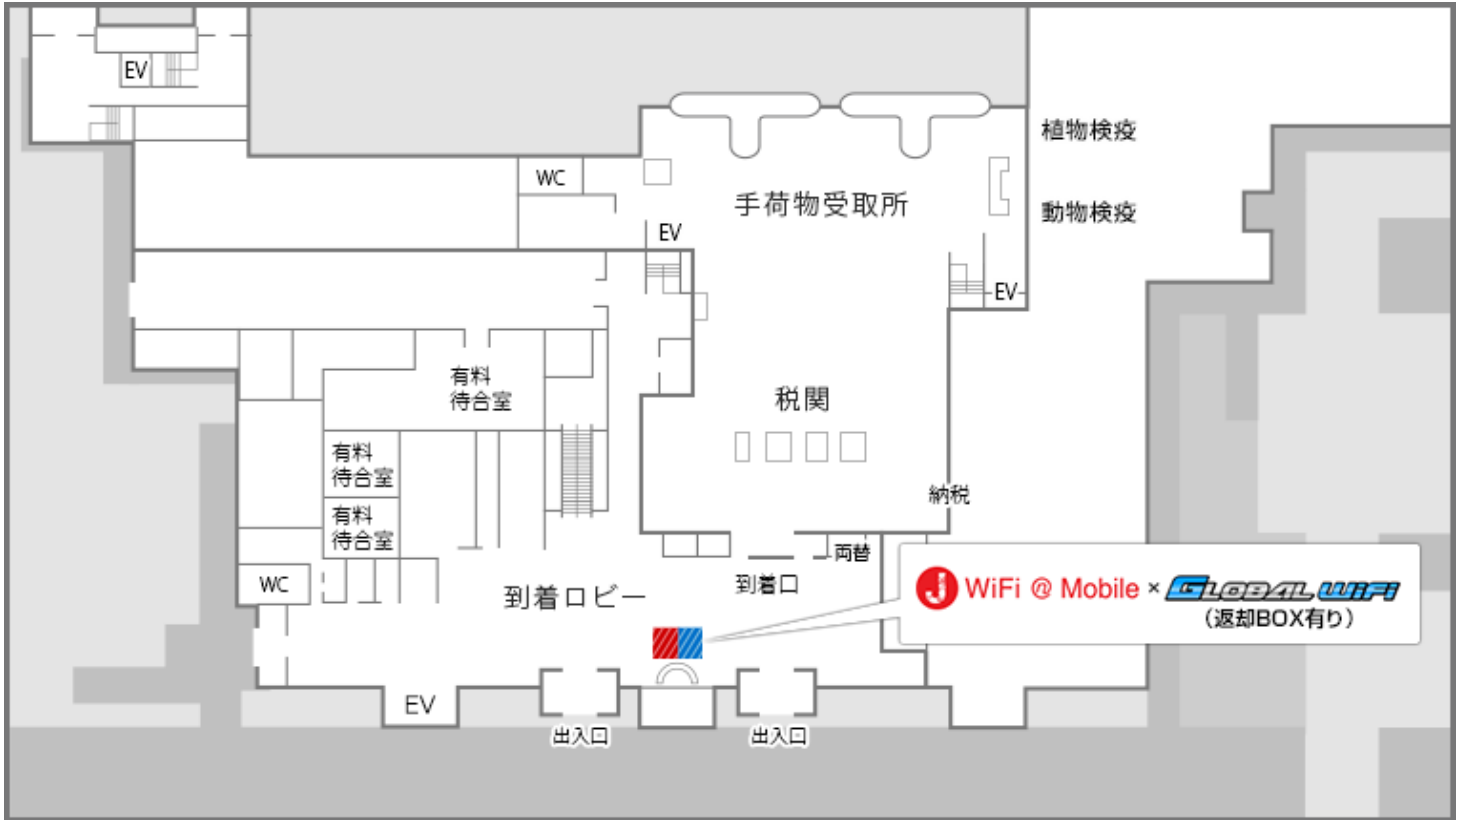 EV
植物検疫
WC
手荷物受取所
動物検疫
EV
EV
有料
待合室
税関
有料
待合室
納税
有料
待合室
両替
WC
到着ロビー
到着口
J WiFi @ Mobile × GLOBAL WiFi
(返却BOX有り)
EV
出入口
出入口